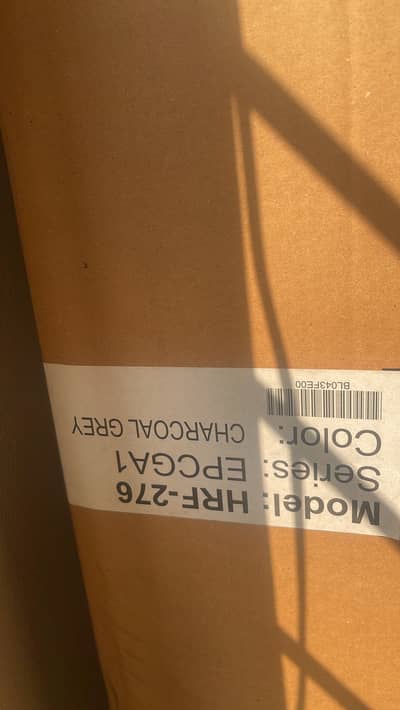 Model: HRF-276
Series: EPCGA1
Color: CHARCOAL GREY
BL043FE00